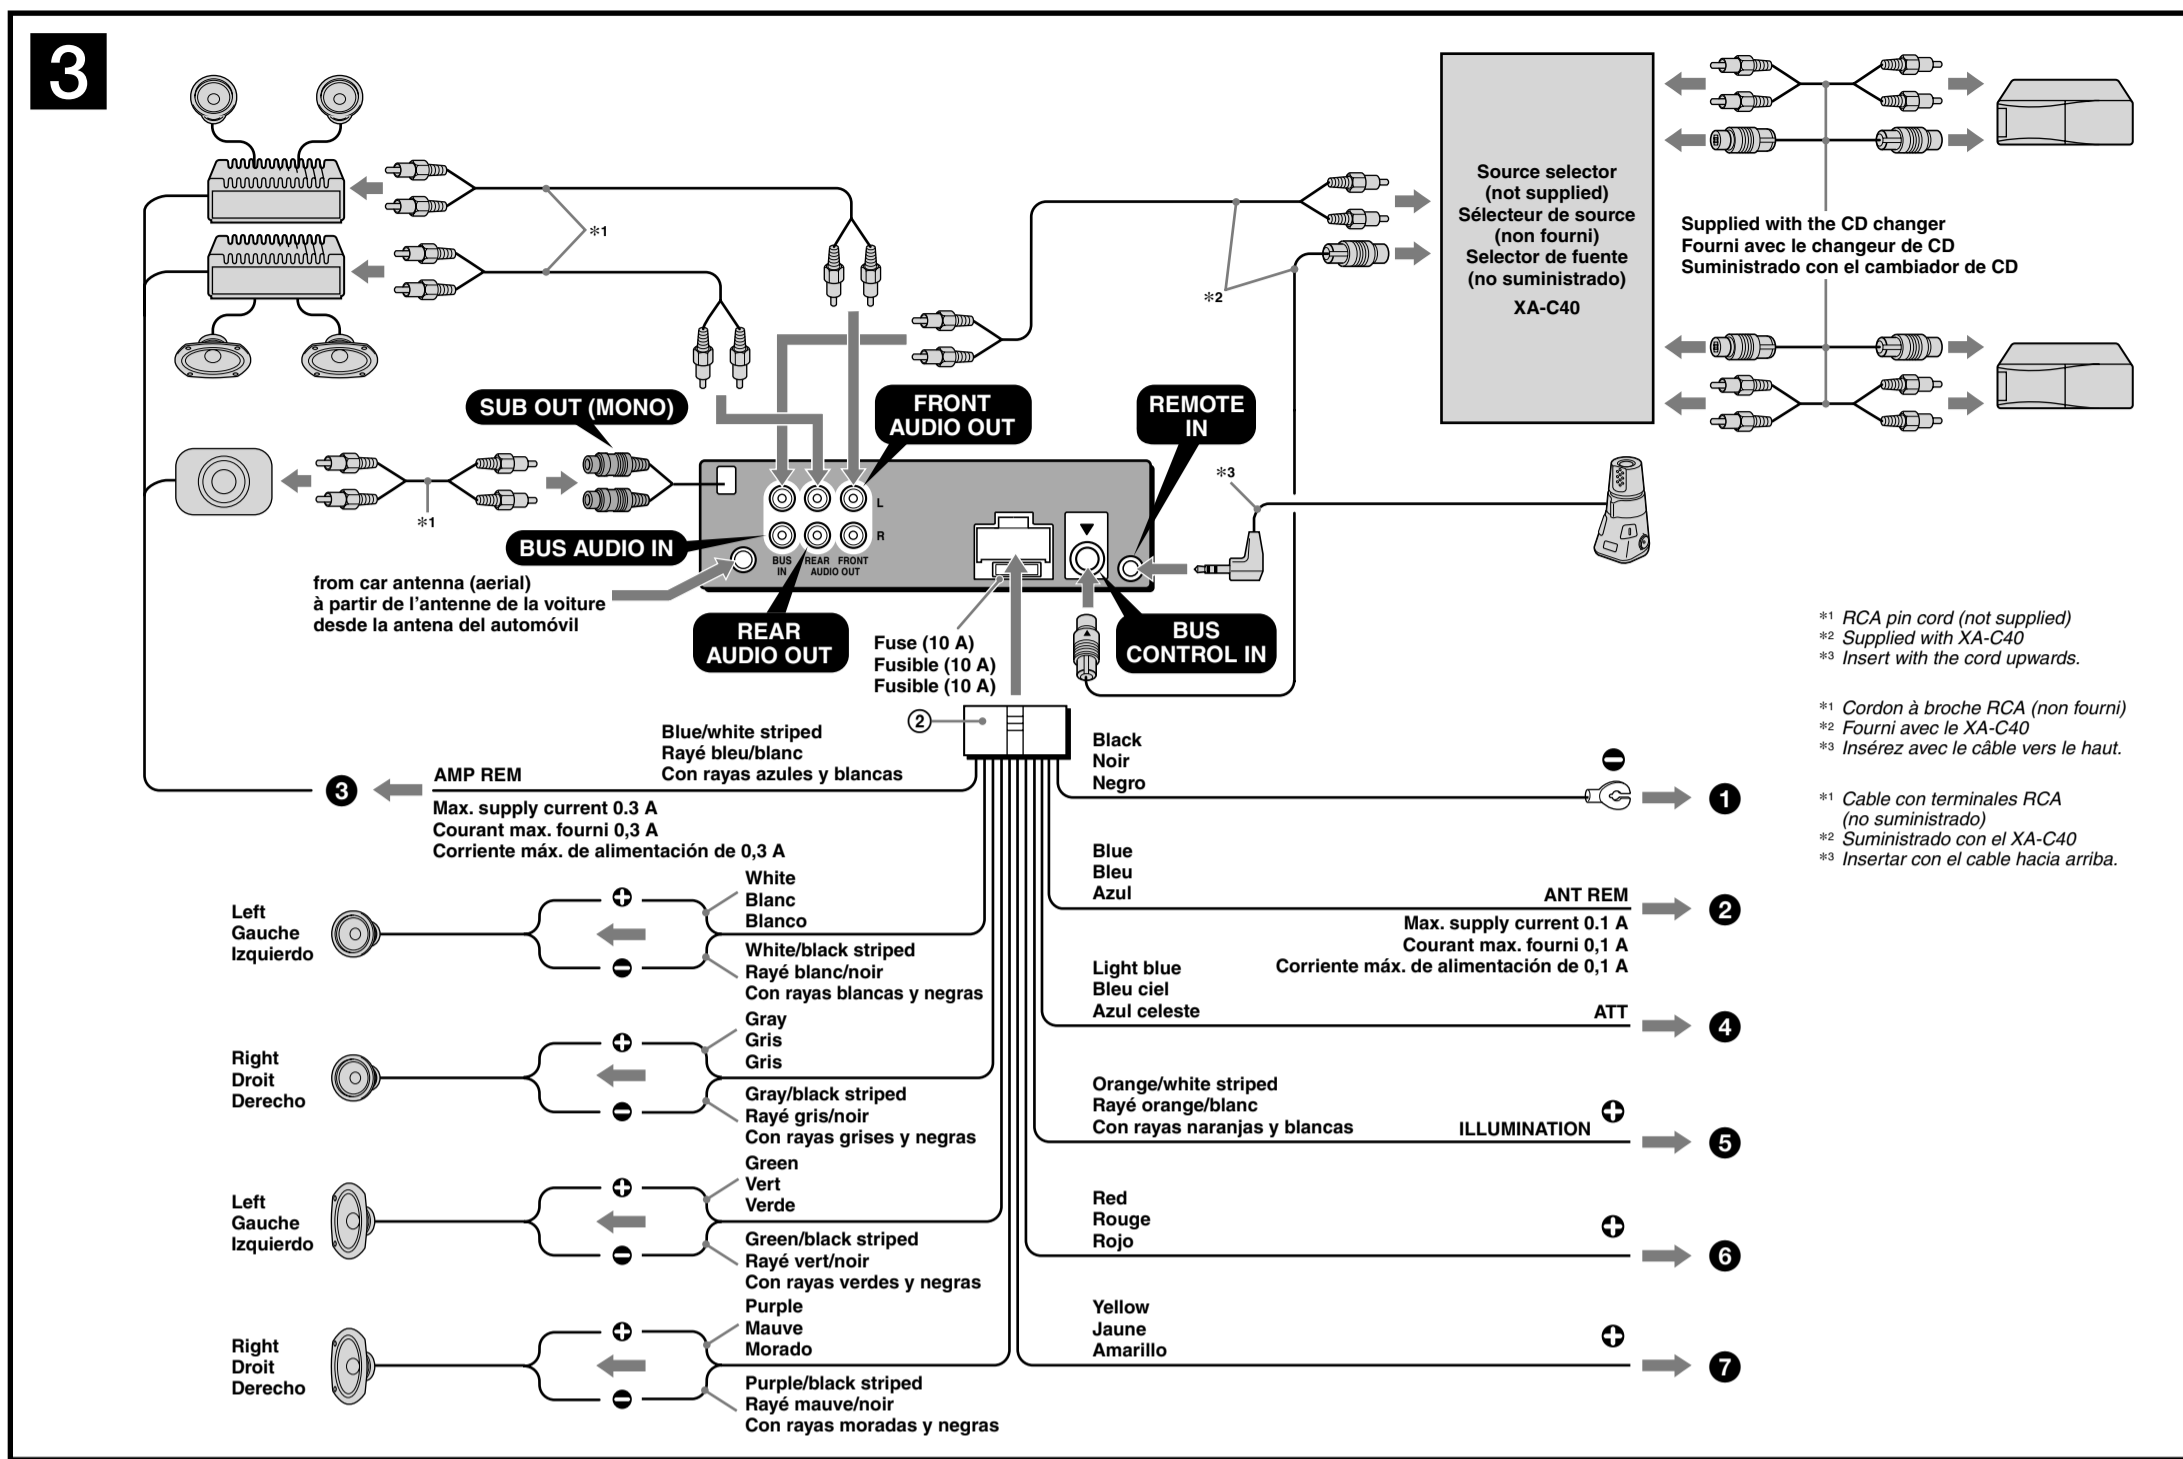 3
*1
*2
Source selector
(not supplied)
Sélecteur de source
(non fourni)
Selector de fuente
(no suministrado)
XA-C40
Supplied with the CD changer
Fourni avec le changeur de CD
Suministrado con el cambiador de CD
SUB OUT (MONO)
FRONT
AUDIO OUT
REMOTE
IN
*3
*1
L
R
BUS AUDIO IN
BUS
IN
REAR FRONT
AUDIO OUT
from car antenna (aerial)
à partir de l'antenne de la voiture
desde la antena del automóvil
REAR
AUDIO OUT
Fuse (10 A)
Fusible (10 A)
Fusible (10 A)
BUS
CONTROL IN
*1 RCA pin cord (not supplied)
*2 Supplied with XA-C40
*3 Insert with the cord upwards.
*1 Cordon à broche RCA (non fourni)
*2 Fourni avec le XA-C40
*3 Insérez avec le câble vers le haut.
*1 Cable con terminales RCA
(no suministrado)
*2 Suministrado con el XA-C40
*3 Insertar con el cable hacia arriba.
2
Blue/white striped
Rayé bleu/blanc
Con rayas azules y blancas
3
AMP REM
Max. supply current 0.3 A
Courant max. fourni 0,3 A
Corriente máx. de alimentación de 0,3 A
Left
Gauche
Izquierdo
White
Blanc
Blanco
White/black striped
Rayé blanc/noir
Con rayas blancas y negras
Right
Droit
Derecho
Gray
Gris
Gris
Gray/black striped
Rayé gris/noir
Con rayas grises y negras
Left
Gauche
Izquierdo
Green
Vert
Verde
Green/black striped
Rayé vert/noir
Con rayas verdes y negras
Right
Droit
Derecho
Purple
Mauve
Morado
Purple/black striped
Rayé mauve/noir
Con rayas moradas y negras
Black
Noir
Negro
1
Blue
Bleu
Azul
ANT REM
2
Max. supply current 0.1 A
Courant max. fourni 0,1 A
Corriente máx. de alimentación de 0,1 A
Light blue
Bleu ciel
Azul celeste
ATT
4
Orange/white striped
Rayé orange/blanc
Con rayas naranjas y blancas
ILLUMINATION
5
Red
Rouge
Rojo
6
Yellow
Jaune
Amarillo
7